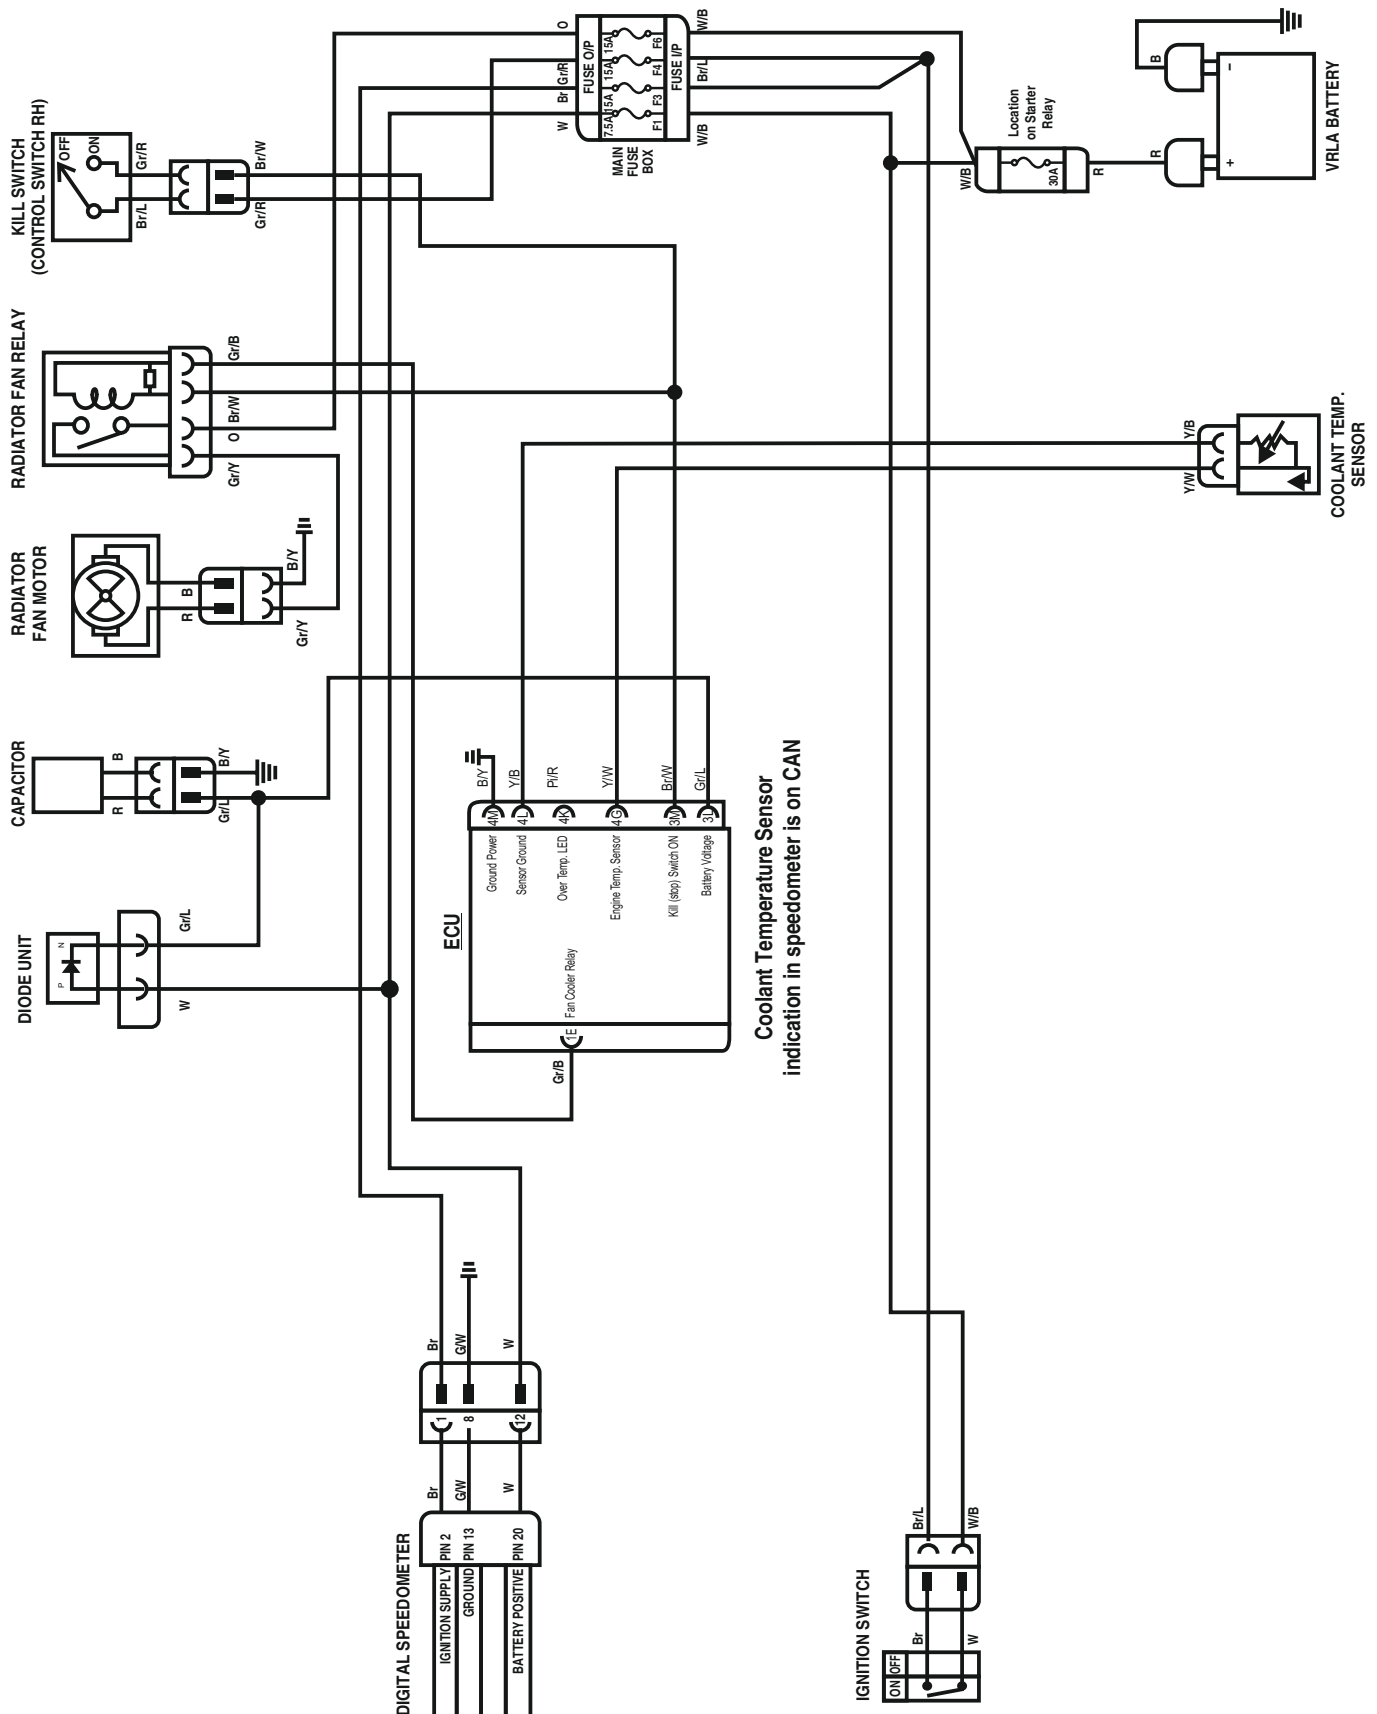 KILL SWITCH
(CONTROL SWITCH RH)
OFF
ON
Gr/R
Br/L
Br/W
Gr/R
RADIATOR FAN RELAY
Gr/B
Br/W
O
Gr/Y
RADIATOR
FAN MOTOR
B
R
B/Y
Gr/Y
CAPACITOR
B
R
B/Y
Gr/L
DIODE UNIT
N
P
Gr/L
W
O
Gr/R
Br
W
FUSE O/P
15A
15A
15A
7.5A
F6
F4
F3
F1
FUSE I/P
MAIN
FUSE
BOX
W/B
Br/L
W/B
Location
on Starter
Relay
W/B
30A
R
B
R
-
+
VRLA BATTERY
Y/B
Y/W
COOLANT TEMP.
SENSOR
ECU
B/Y
Y/B
Pi/R
Y/W
Br/W
Gr/L
4M
4L
4K
4G
3M
3L
Ground Power
Sensor Ground
Over Temp. LED
Engine Temp. Sensor
Kill (stop) Switch ON
Battery Voltage
Fan Cooler Relay
1E
Gr/B
Coolant Temperature Sensor
indication in speedometer is on CAN
Br
G/W
W
1
8
12
Br
G/W
W
DIGITAL SPEEDOMETER
PIN 2
PIN 13
PIN 20
IGNITION SUPPLY
GROUND
BATTERY POSITIVE
Br/L
W/B
IGNITION SWITCH
Br
W
OFF
ON